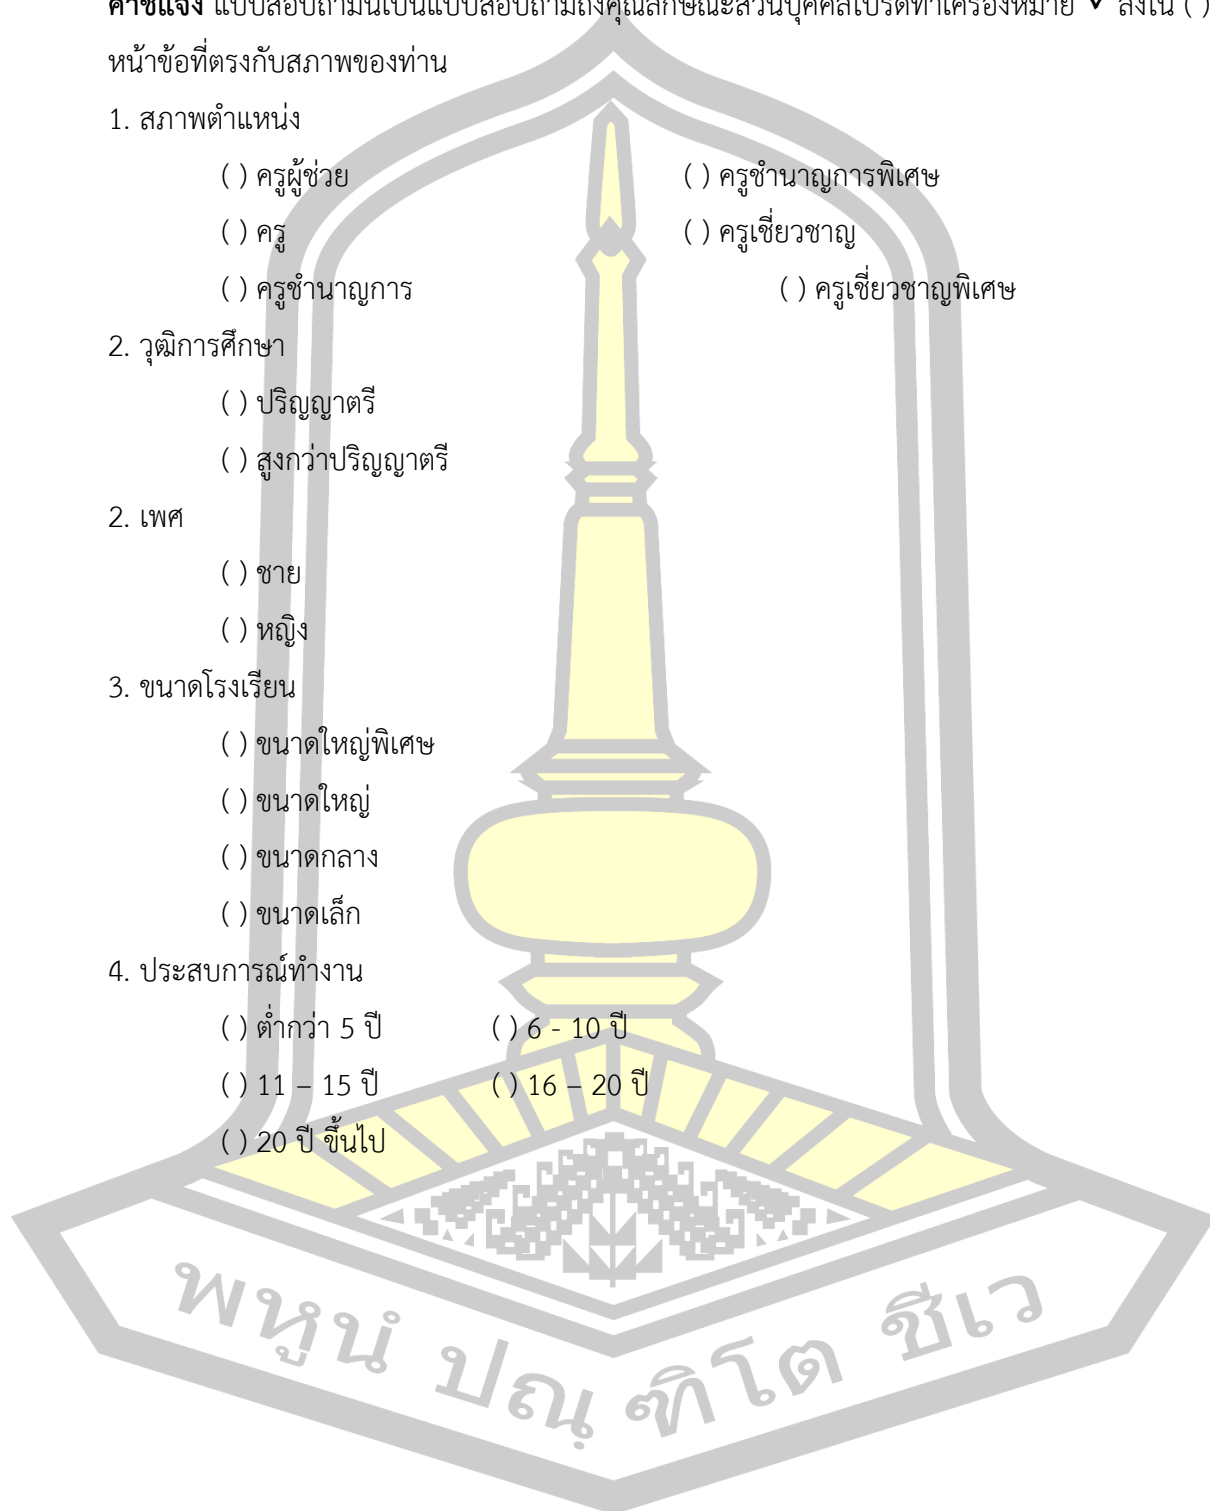 คำชี้แจง แบบสอบถามนี้เป็นแบบสอบถามถึงคุณลักษณะส่วนบุคคลโปรดทำเครื่องหมาย ✓ ลงใน ( )
หน้าข้อที่ตรงกับสภาพของท่าน
1. สภาพตำแหน่ง
( ) ครูผู้ช่วย ( ) ครูชำนาญการพิเศษ
( ) ครู ( ) ครูเชี่ยวชาญ
( ) ครูชำนาญการ ( ) ครูเชี่ยวชาญพิเศษ
2. วุฒิการศึกษา
( ) ปริญญาตรี
( ) สูงกว่าปริญญาตรี
2. เพศ
( ) ชาย
( ) หญิง
3. ขนาดโรงเรียน
( ) ขนาดใหญ่พิเศษ
( ) ขนาดใหญ่
( ) ขนาดกลาง
( ) ขนาดเล็ก
4. ประสบการณ์ทำงาน
( ) ต่ำกว่า 5 ปี ( ) 6 - 10 ปี
( ) 11 – 15 ปี ( ) 16 – 20 ปี
( ) 20 ปี ขึ้นไป
พหูนํ ปณฺฑิโต ชีเว